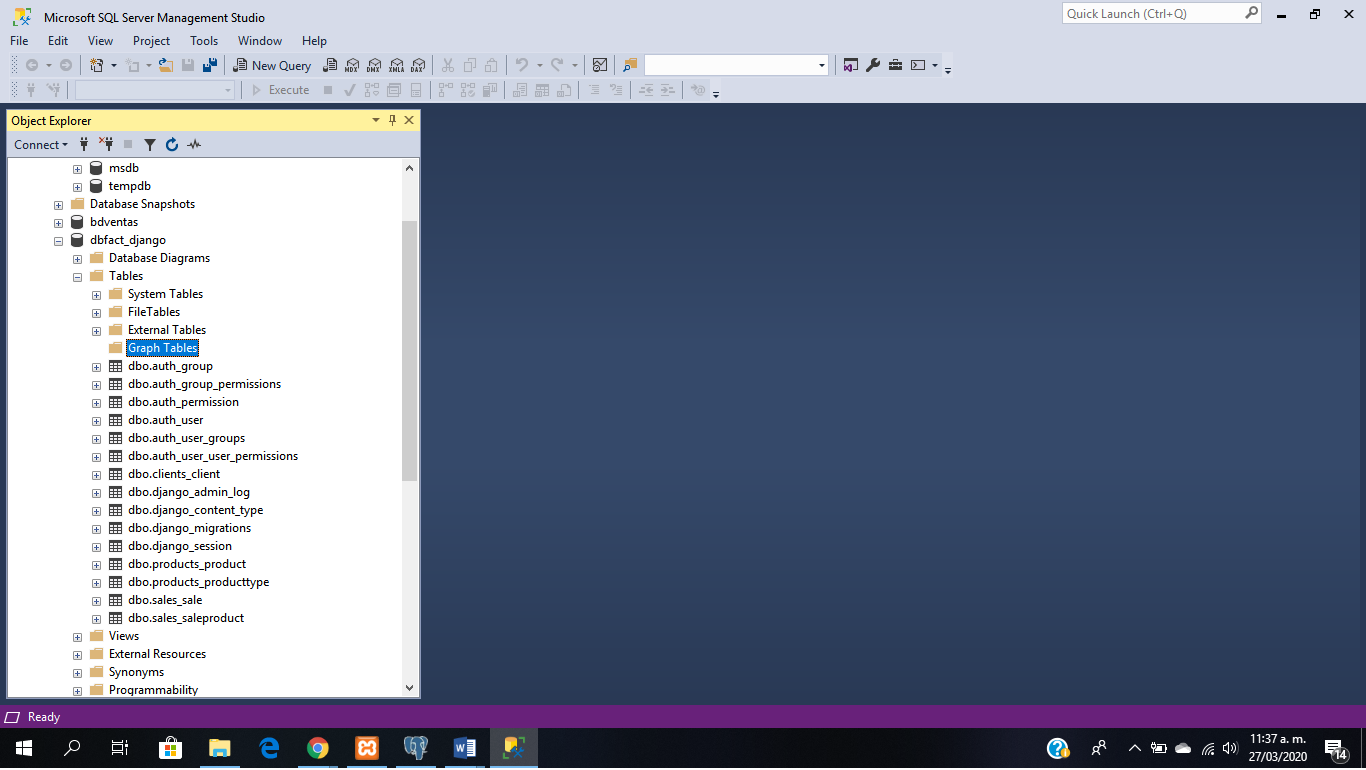 Microsoft SQL Server Management Studio
Quick Launch (Ctrl+Q)
File Edit View Project Tools Window Help
New Query MDX DMX XMLA DAX
Execute
Object Explorer
Connect
msdb
tempdb
Database Snapshots
bdventas
dbfact_django
Database Diagrams
Tables
System Tables
FileTables
External Tables
Graph Tables
dbo.auth_group
dbo.auth_group_permissions
dbo.auth_permission
dbo.auth_user
dbo.auth_user_groups
dbo.auth_user_user_permissions
dbo.clients_client
dbo.django_admin_log
dbo.django_content_type
dbo.django_migrations
dbo.django_session
dbo.products_product
dbo.products_producttype
dbo.sales_sale
dbo.sales_saleproduct
Views
External Resources
Synonyms
Programmability
Ready
11:37 a. m.
27/03/2020
14